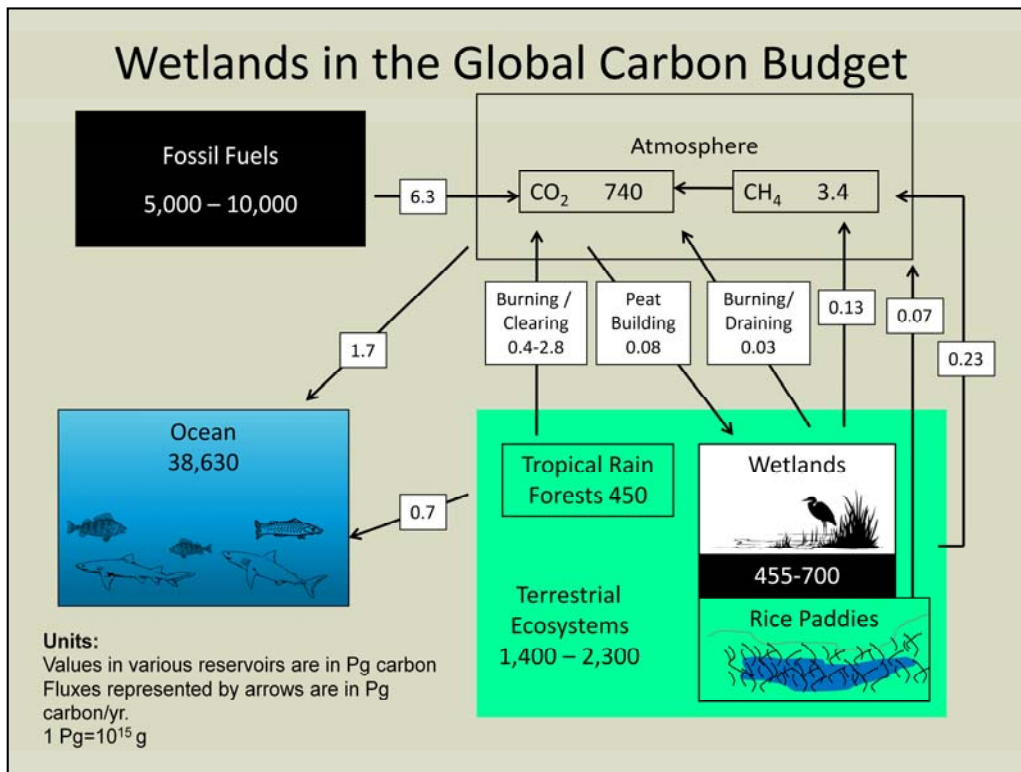 Wetlands in the Global Carbon Budget
Fossil Fuels
5,000 – 10,000
6.3
Atmosphere
CO₂ 740
CH₄ 3.4
Burning /
Clearing
0.4-2.8
Peat
Building
0.08
Burning/
Draining
0.03
0.13
0.07
0.23
1.7
Ocean
38,630
0.7
Tropical Rain
Forests 450
Wetlands
455-700
Rice Paddies
Terrestrial
Ecosystems
1,400 – 2,300
Units:
Values in various reservoirs are in Pg carbon
Fluxes represented by arrows are in Pg
carbon/yr.
1 Pg=10¹⁵ g